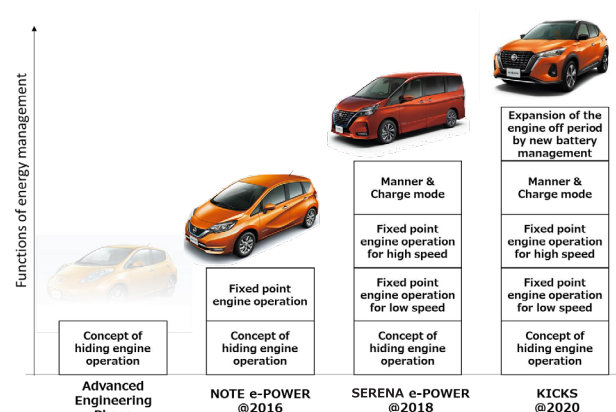 Functions of energy management
Concept of
hiding engine
operation
Advanced
Engineering
Fixed point
engine operation
Concept of
hiding engine
operation
NOTE e-POWER
@2016
Manner &
Charge mode
Fixed point
engine operation
for high speed
Fixed point
engine operation
for low speed
Concept of
hiding engine
operation
SERENA e-POWER
@2018
Expansion of the
engine off period
by new battery
management
Manner &
Charge mode
Fixed point
engine operation
for high speed
Fixed point
engine operation
for low speed
Concept of
hiding engine
operation
KICKS
@2020